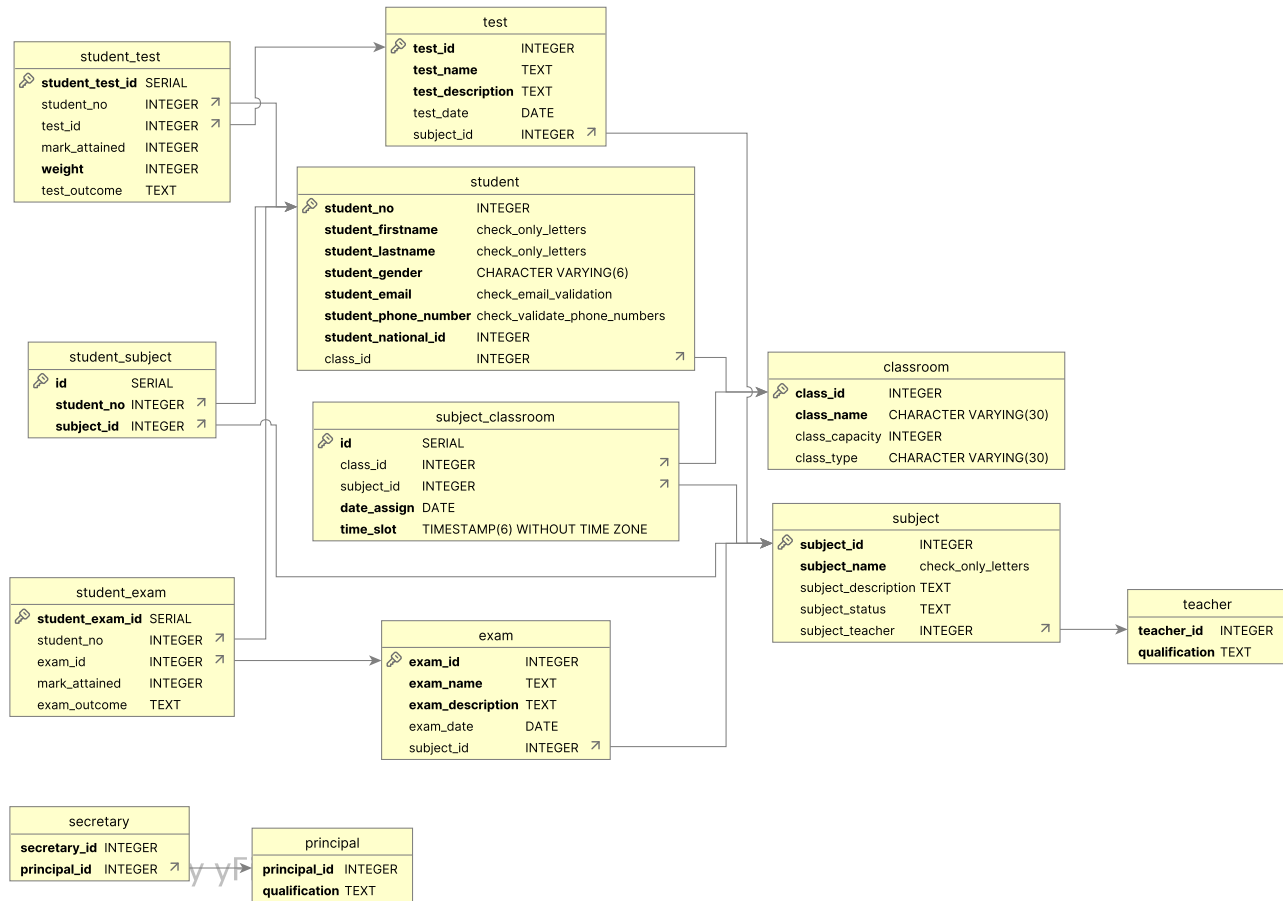 test
test_id INTEGER
test_name TEXT
test_description TEXT
test_date DATE
subject_id INTEGER
student_test
student_test_id SERIAL
student_no INTEGER
test_id INTEGER
mark_attained INTEGER
weight INTEGER
test_outcome TEXT
student
student_no INTEGER
student_firstname check_only_letters
student_lastname check_only_letters
student_gender CHARACTER VARYING(6)
student_email check_email_validation
student_phone_number check_validate_phone_numbers
student_national_id INTEGER
class_id INTEGER
student_subject
id SERIAL
student_no INTEGER
subject_id INTEGER
classroom
class_id INTEGER
class_name CHARACTER VARYING(30)
class_capacity INTEGER
class_type CHARACTER VARYING(30)
subject_classroom
id SERIAL
class_id INTEGER
subject_id INTEGER
date_assign DATE
time_slot TIMESTAMP(6) WITHOUT TIME ZONE
subject
subject_id INTEGER
subject_name check_only_letters
subject_description TEXT
subject_status TEXT
subject_teacher INTEGER
student_exam
student_exam_id SERIAL
student_no INTEGER
exam_id INTEGER
mark_attained INTEGER
exam_outcome TEXT
teacher
teacher_id INTEGER
qualification TEXT
exam
exam_id INTEGER
exam_name TEXT
exam_description TEXT
exam_date DATE
subject_id INTEGER
secretary
secretary_id INTEGER
principal_id INTEGER
principal
principal_id INTEGER
qualification TEXT